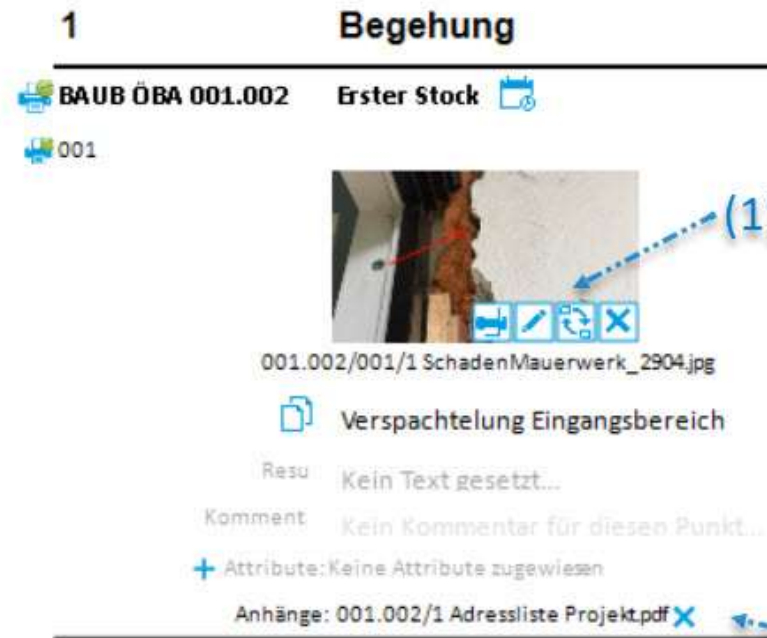 1 Begehung
BAUB ÖBA 001.002 Erster Stock
001
(1
001.002/001/1 SchadenMauerwerk_2904.jpg
Verspachtelung Eingangsbereich
Resu Kein Text gesetzt...
Komment Kein Kommentar für diesen Punkt...
Attribute: Keine Attribute zugewiesen
Anhänge: 001.002/1 Adressliste Projekt.pdf